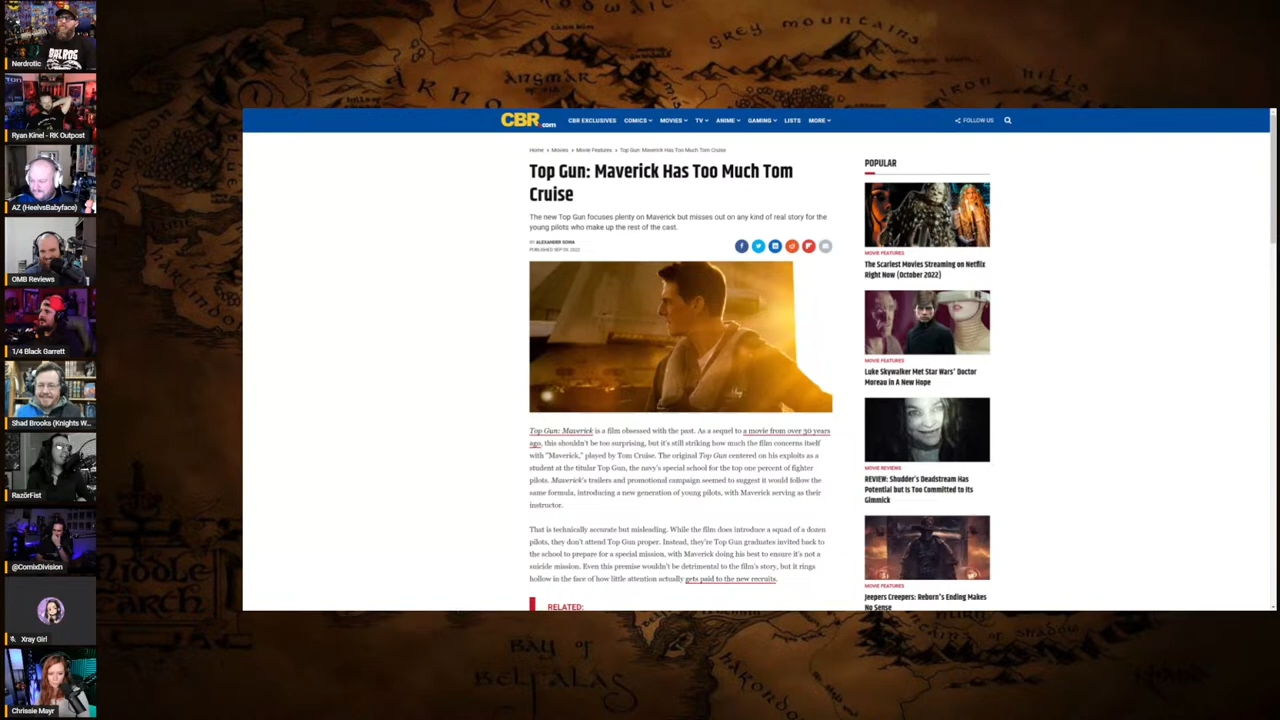 Nerdrotic
BALROG
Ryan Kinel - RK Outpost
AZ (HeelvsBabyface)
OMB Reviews
1/4 Black Garrett
Shad Brooks (Knights W...
RazörFist
@ComixDivision
Xray Girl
Chrissie Mayr
GREY MOUNTAINS
ANGMAR
IRON HILLS
CBR.com
CBR EXCLUSIVES COMICS MOVIES TV ANIME GAMING LISTS MORE
FOLLOW US
Home Movies Movie Features Top Gun: Maverick Has Too Much Tom Cruise
Top Gun: Maverick Has Too Much Tom
Cruise
The new Top Gun focuses plenty on Maverick but misses out on any kind of real story for the
young pilots who make up the rest of the cast.
BY ALEXANDER SOWA
PUBLISHED SEP 09, 2022
Top Gun: Maverick is a film obsessed with the past. As a sequel to a movie from over 30 years
ago, this shouldn't be too surprising, but it's still striking how much the film concerns itself
with "Maverick," played by Tom Cruise. The original Top Gun centered on his exploits as a
student at the titular Top Gun, the navy's special school for the top one percent of fighter
pilots. Maverick's trailers and promotional campaign seemed to suggest it would follow the
same formula, introducing a new generation of young pilots, with Maverick serving as their
instructor.
That is technically accurate but misleading. While the film does introduce a squad of a dozen
pilots, they don't attend Top Gun proper. Instead, they're Top Gun graduates invited back to
the school to prepare for a special mission, with Maverick doing his best to ensure it's not a
suicide mission. Even this premise wouldn't be detrimental to the film's story, but it rings
hollow in the face of how little attention actually gets paid to the new recruits.
RELATED:
POPULAR
MOVIE FEATURES
The Scariest Movies Streaming on Netflix
Right Now (October 2022)
MOVIE FEATURES
Luke Skywalker Met Star Wars' Doctor
Moreau in A New Hope
MOVIE REVIEWS
REVIEW: Shudder's Deadstream Has
Potential but Is Too Committed to Its
Gimmick
MOVIE FEATURES
Jeepers Creepers: Reborn's Ending Makes
No Sense
BAY OF
BELFALAS